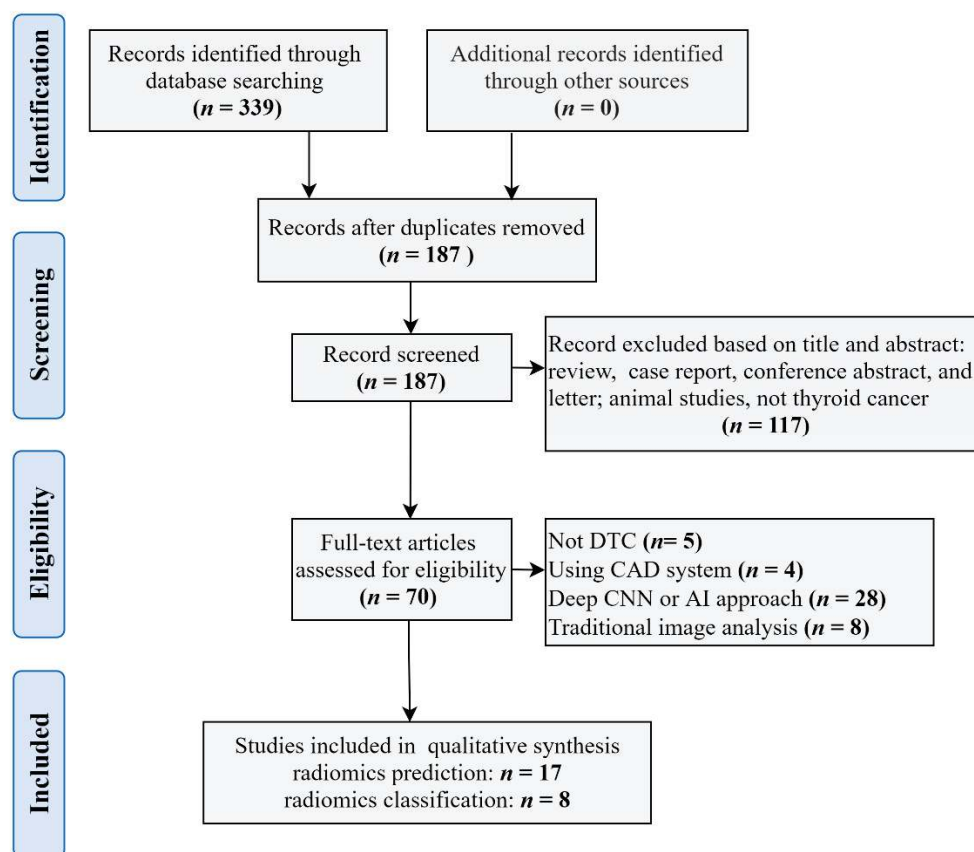 Identification
Records identified through
database searching
(n = 339)
Additional records identified
through other sources
(n = 0)
Records after duplicates removed
(n = 187 )
Screening
Record screened
(n = 187)
Record excluded based on title and abstract:
review, case report, conference abstract, and
letter; animal studies, not thyroid cancer
(n = 117)
Eligibility
Full-text articles
assessed for eligibility
(n = 70)
Not DTC (n= 5)
Using CAD system (n = 4)
Deep CNN or AI approach (n = 28)
Traditional image analysis (n = 8)
Included
Studies included in qualitative synthesis
radiomics prediction: n = 17
radiomics classification: n = 8